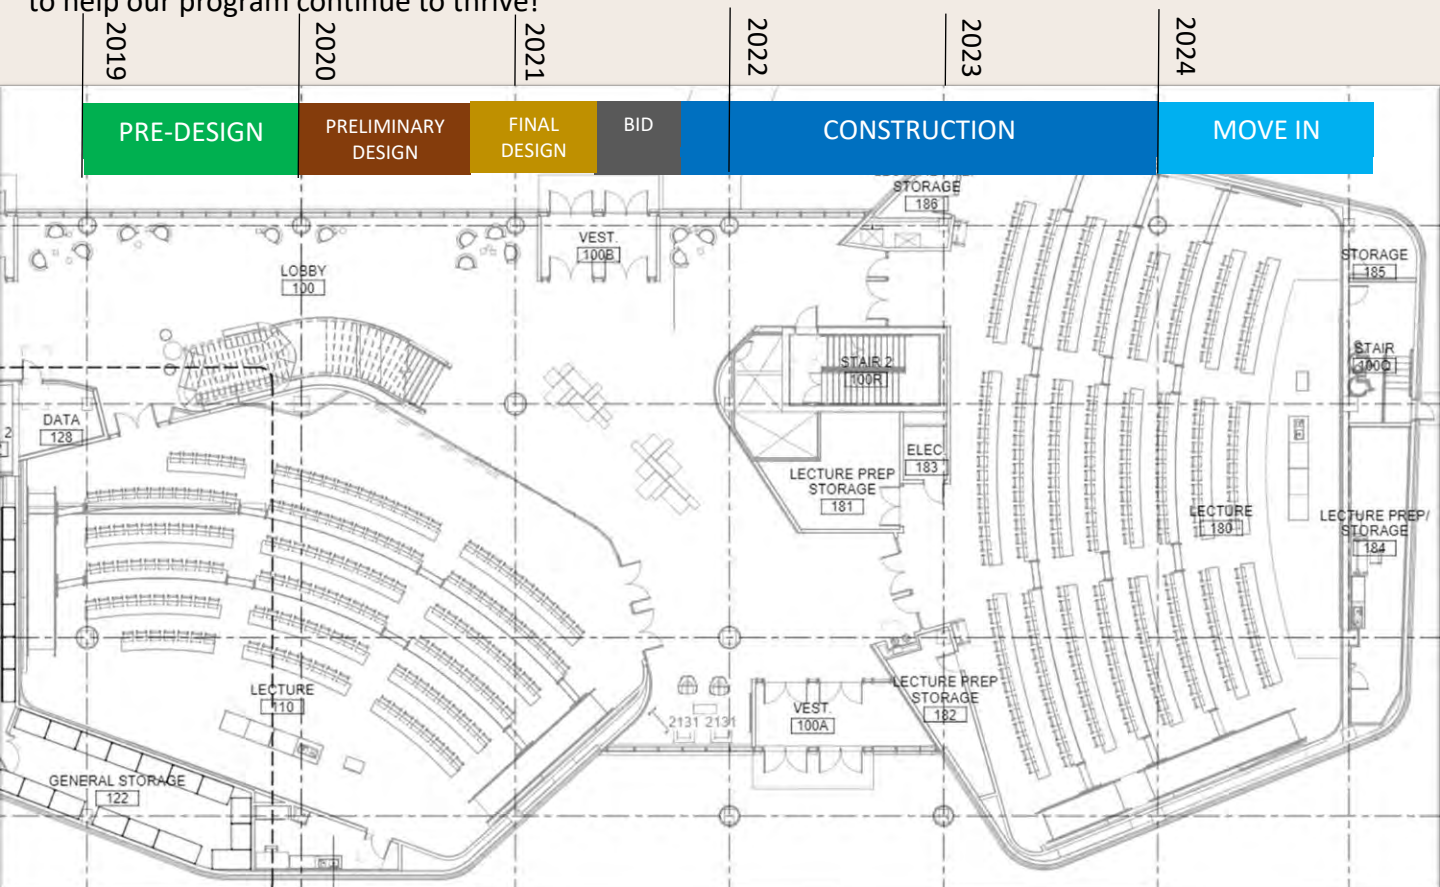 to help our program continue to thrive!
2019
2020
2021
2022
2023
2024
PRE-DESIGN
PRELIMINARY
DESIGN
FINAL
DESIGN
BID
CONSTRUCTION
MOVE IN
STORAGE
186
VEST.
100B
LOBBY
100
STORAGE
185
STAIR 2
100R
STAIR
100Q
DATA
128
2
ELEC.
183
LECTURE PREP
STORAGE
181
LECTURE
180
LECTURE PREP/
STORAGE
184
LECTURE
110
LECTURE PREP
STORAGE
182
VEST.
100A
2131 2131
GENERAL STORAGE
122